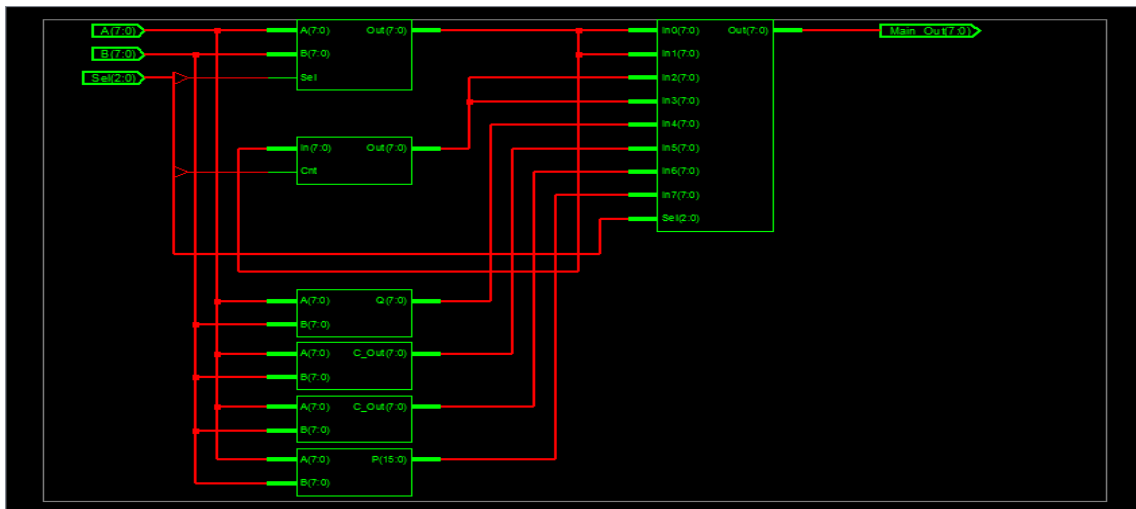 A(7:0)
B(7:0)
Sel(2:0)
A(7:0) Out(7:0)
B(7:0)
Sel
In(7:0) Out(7:0)
Cnt
In0(7:0) Out(7:0)
In1(7:0)
In2(7:0)
In3(7:0)
In4(7:0)
In5(7:0)
In6(7:0)
In7(7:0)
Sel(2:0)
Main_Out(7:0)
A(7:0) Q(7:0)
B(7:0)
A(7:0) C_Out(7:0)
B(7:0)
A(7:0) C_Out(7:0)
B(7:0)
A(7:0) P(15:0)
B(7:0)